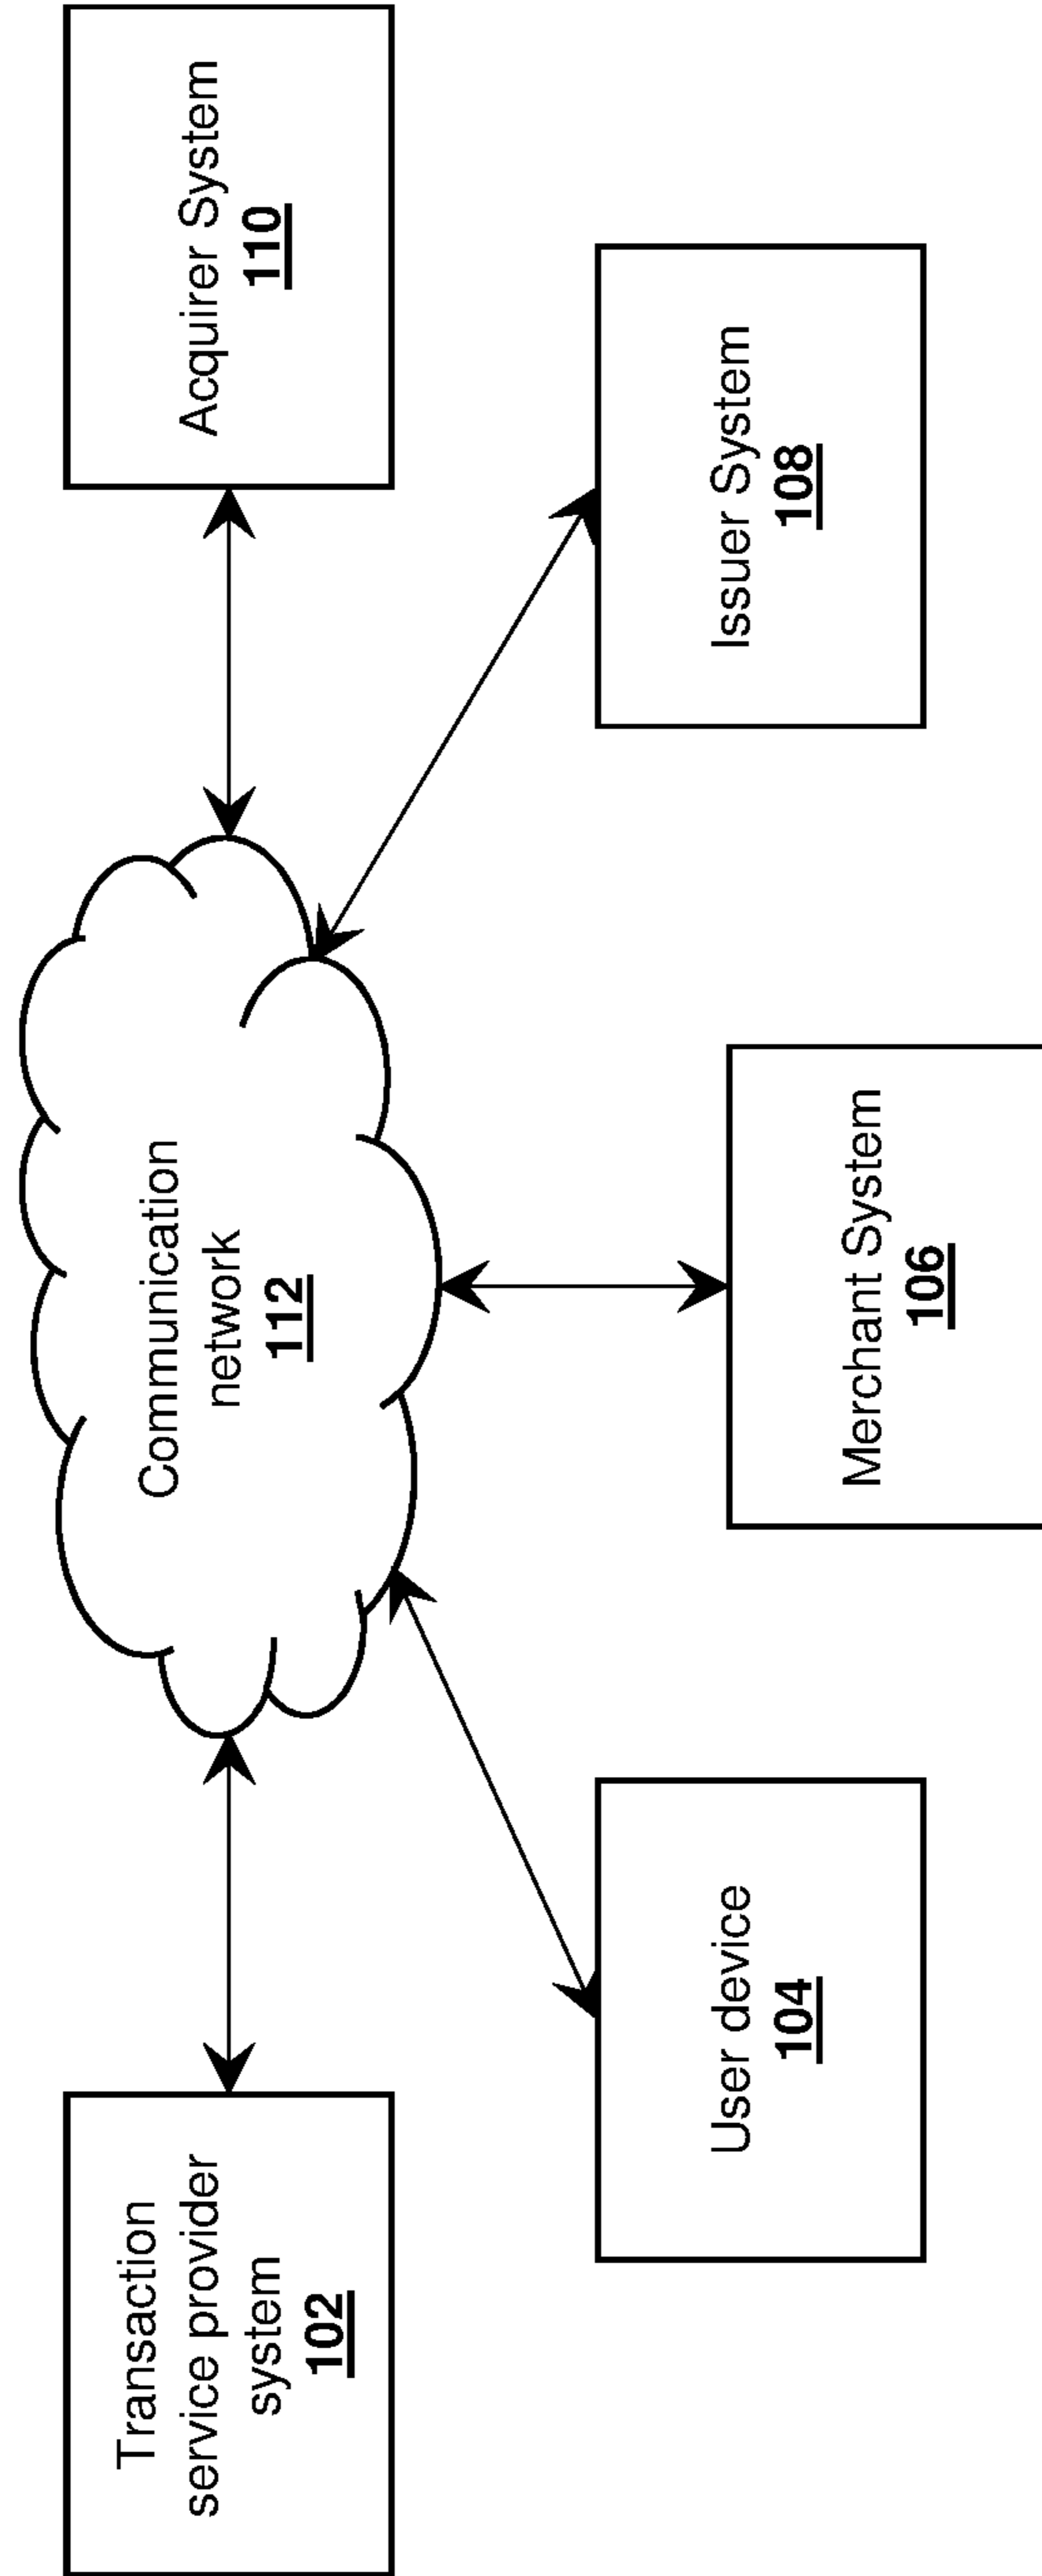 Communication
network
112
Transaction
service provider
system
102
Acquirer System
110
User device
104
Issuer System
108
Merchant System
106